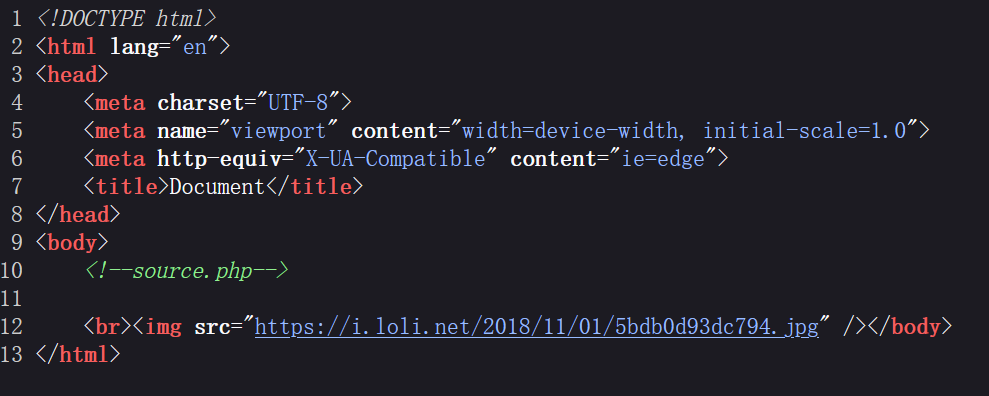 1 <!DOCTYPE html>
2 <html lang="en">
3 <head>
4     <meta charset="UTF-8">
5     <meta name="viewport" content="width=device-width, initial-scale=1.0">
6     <meta http-equiv="X-UA-Compatible" content="ie=edge">
7     <title>Document</title>
8 </head>
9 <body>
10     <!--source.php-->
11
12     <br><img src="https://i.loli.net/2018/11/01/5bdb0d93dc794.jpg" /></body>
13 </html>